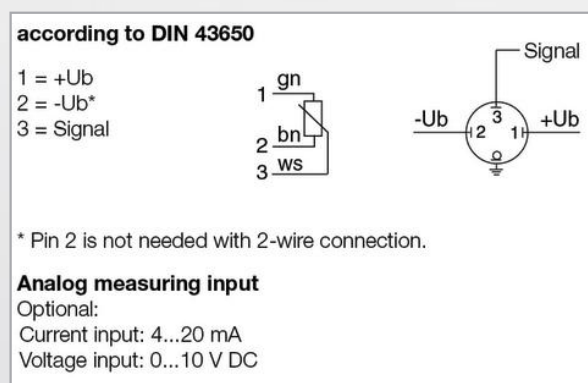 according to DIN 43650
1 = +Ub
2 = -Ub*
3 = Signal
1 gn
2 bn
3 ws
Signal
-Ub
3
+Ub
2
1
* Pin 2 is not needed with 2-wire connection.
Analog measuring input
Optional:
Current input: 4...20 mA
Voltage input: 0...10 V DC